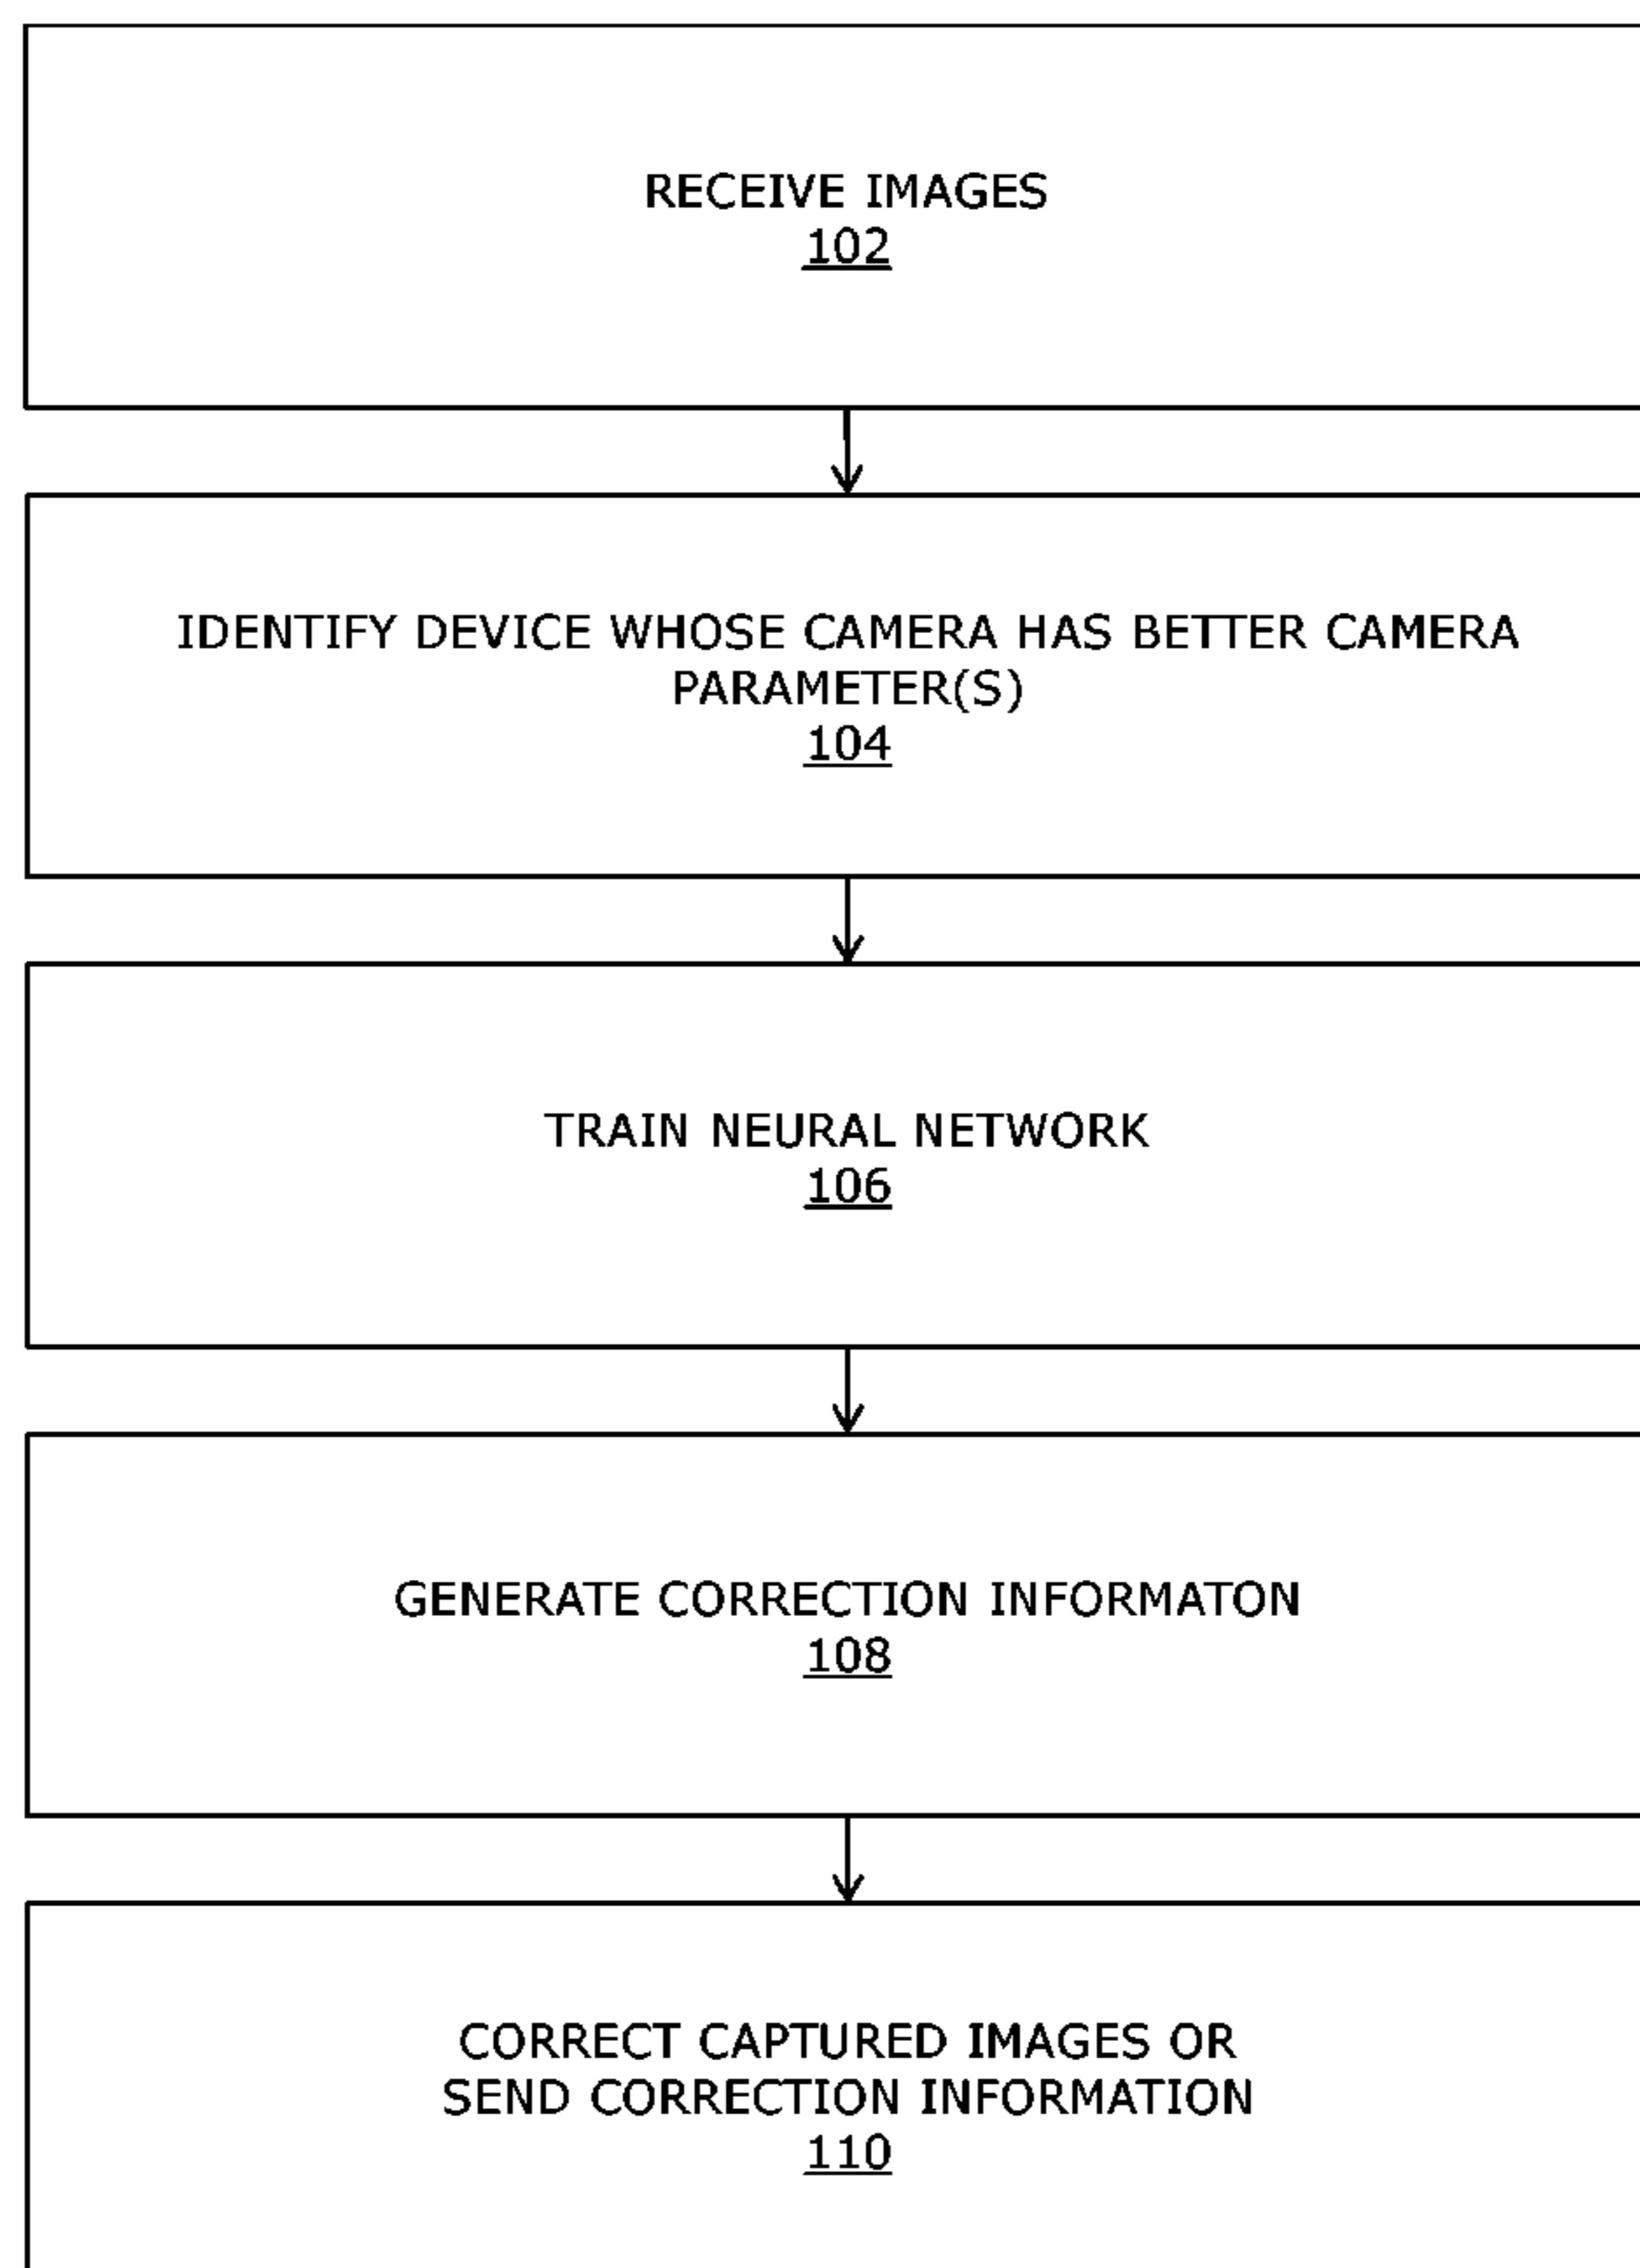 RECEIVE IMAGES
102
IDENTIFY DEVICE WHOSE CAMERA HAS BETTER CAMERA
PARAMETER(S)
104
TRAIN NEURAL NETWORK
106
GENERATE CORRECTION INFORMATON
108
CORRECT CAPTURED IMAGES OR
SEND CORRECTION INFORMATION
110